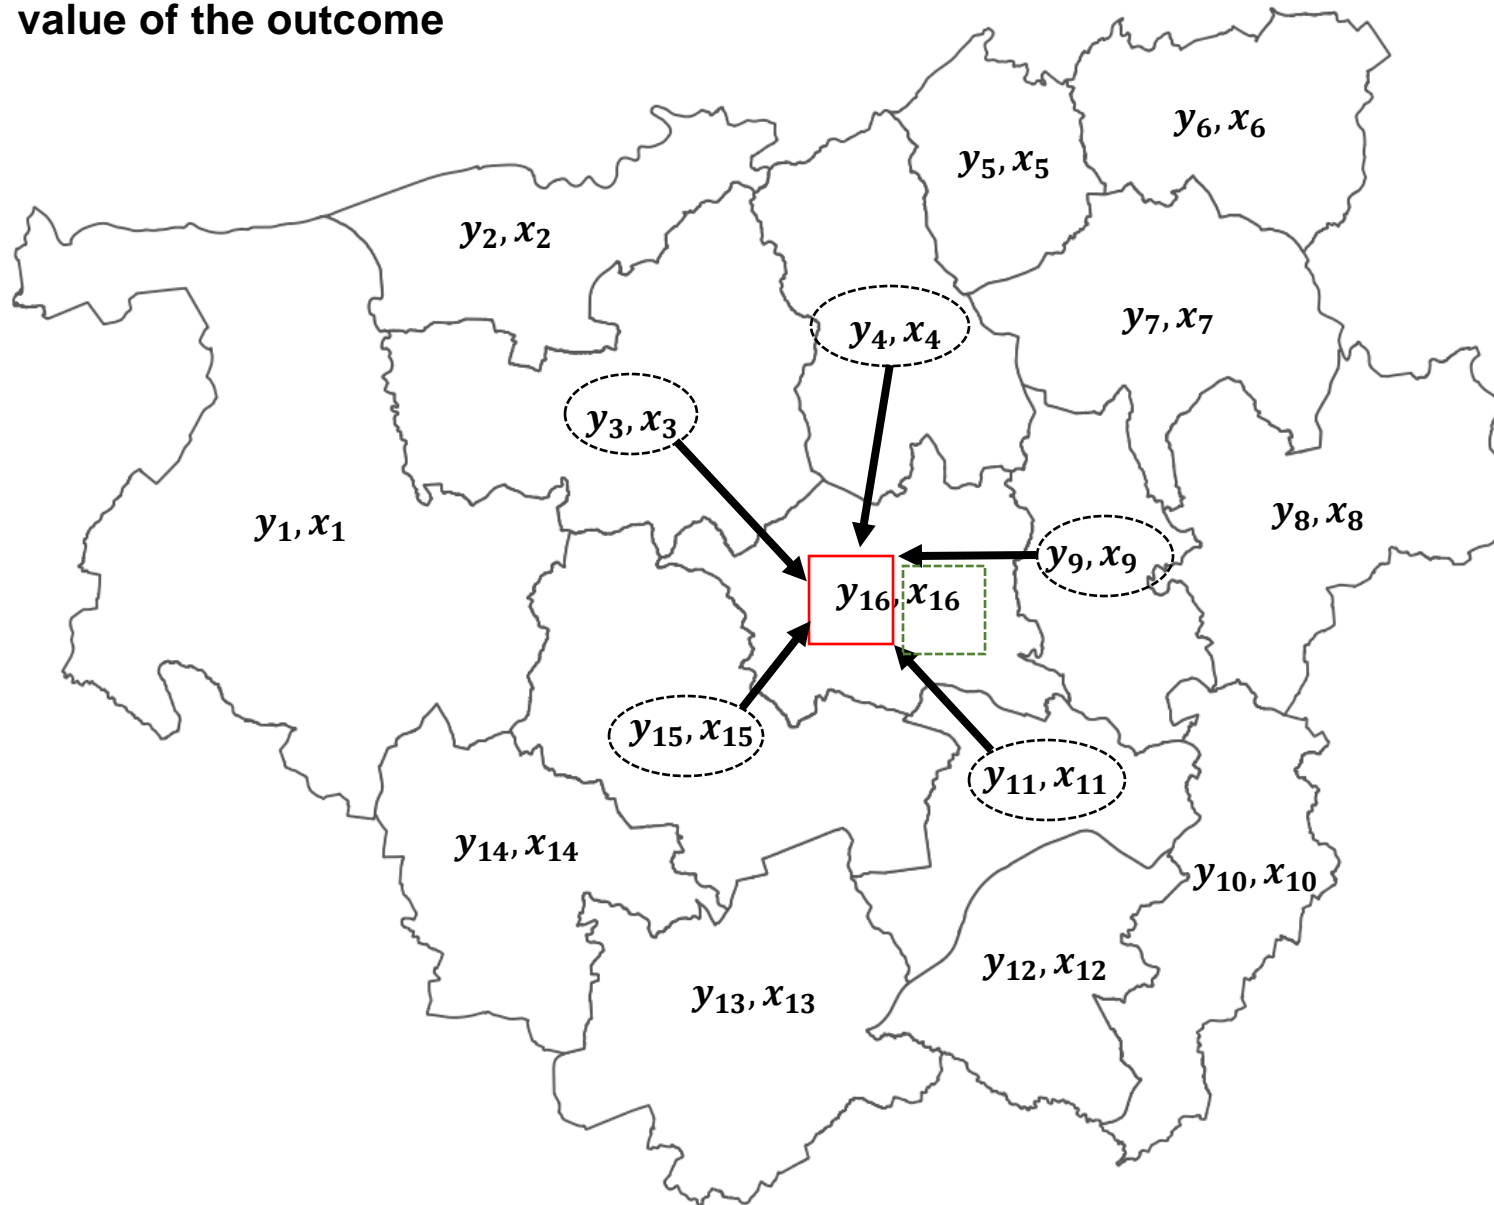 value of the outcome
y₆, x₆
y₅, x₅
y₂, x₂
y₇, x₇
y₄, x₄
y₃, x₃
y₈, x₈
y₁, x₁
y₉, x₉
y₁₆, x₁₆
y₁₅, x₁₅
y₁₁, x₁₁
y₁₄, x₁₄
y₁₀, x₁₀
y₁₂, x₁₂
y₁₃, x₁₃